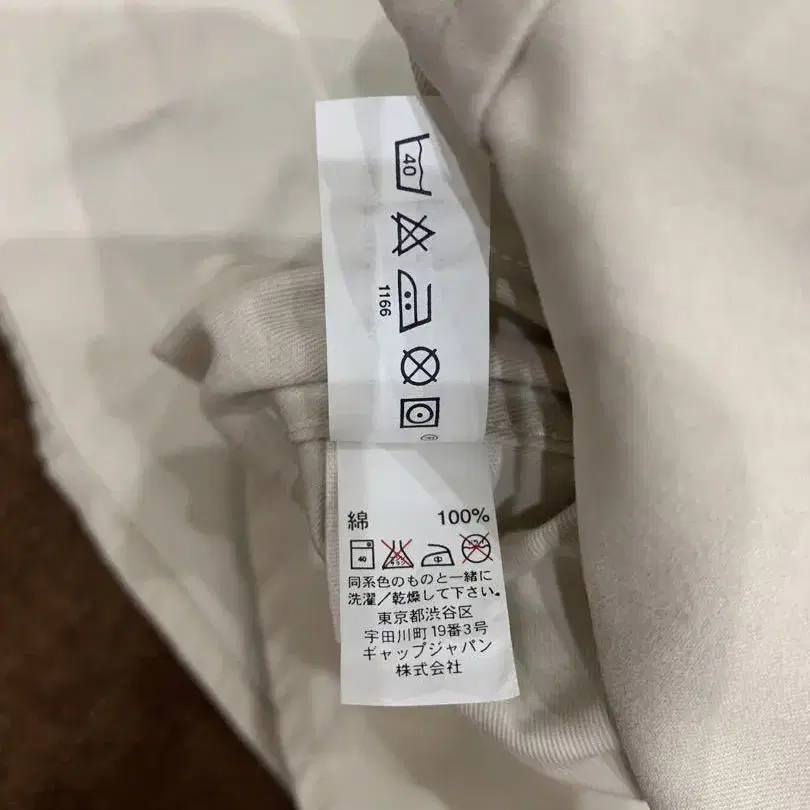 40
1166
綿 100%
40
同系色のものと一緒に
洗濯/乾燥して下さい。
東京都渋谷区
宇田川町19番3号
ギャップジャパン
株式会社